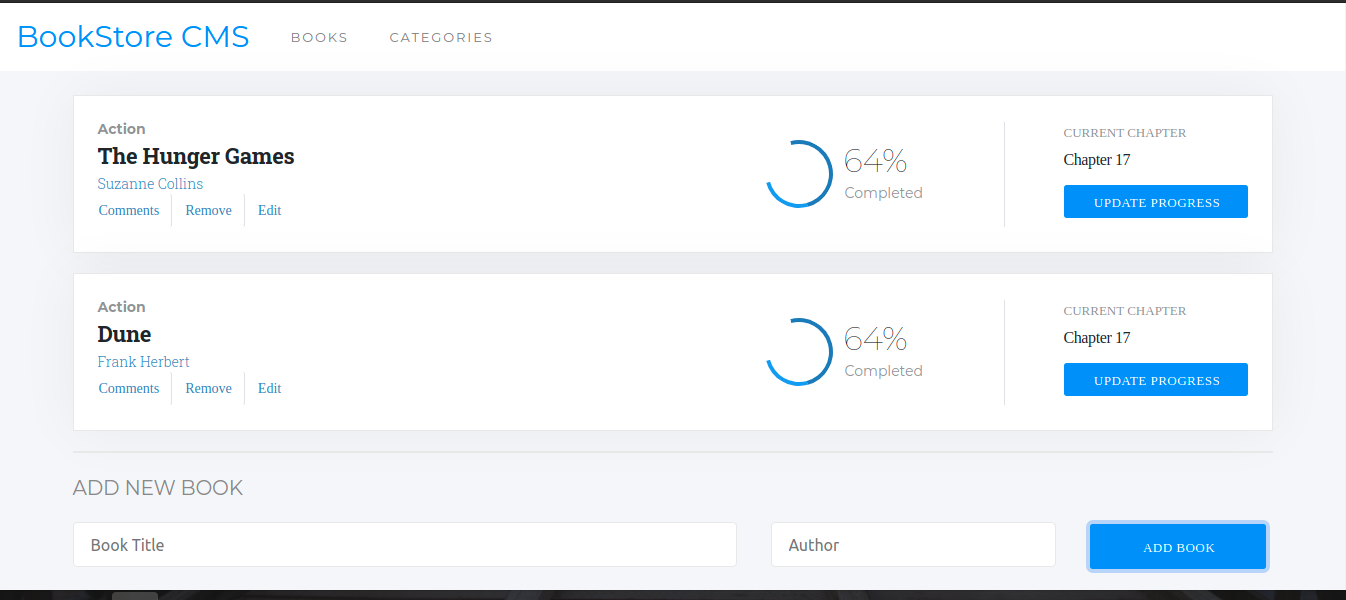 BookStore CMS BOOKS CATEGORIES
Action
The Hunger Games
Suzanne Collins
Comments Remove Edit
64%
Completed
CURRENT CHAPTER
Chapter 17
UPDATE PROGRESS
Action
Dune
Frank Herbert
Comments Remove Edit
64%
Completed
CURRENT CHAPTER
Chapter 17
UPDATE PROGRESS
ADD NEW BOOK
Book Title Author ADD BOOK